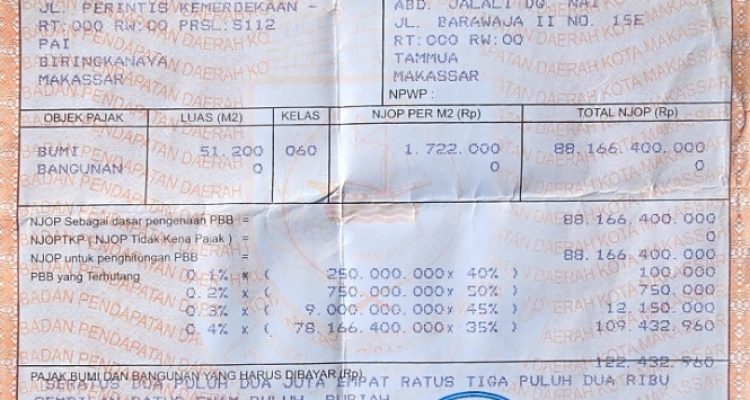 JL. PERINTIS KEMERDEKAAN -
RT:000 RW:00 PRSL:S112
PAI
BIRINGKANAYA
MAKASSAR
ABD. JALALI DG. NAI
JL. BARAWAJA II NO. 15E
RT:000 RW:00
TAMMUA
MAKASSAR
NPWP :
OBJEK PAJAK LUAS (M2) KELAS NJOP PER M2 (Rp) TOTAL NJOP (Rp)
BUMI 51.200 060 1.722.000 88.166.400.000
BANGUNAN 0 0 0
NJOP Sebagai dasar pengenaan PBB = 88.166.400.000
NJOPTKP ( NJOP Tidak Kena Pajak ) = 0
NJOP untuk penghitungan PBB = 88.166.400.000
PBB yang Terhutang 0.1% x ( 250.000.000x 40% ) 100.000
0.2% x ( 750.000.000x 50% ) 750.000
0.3% x ( 9.000.000.000x 45% ) 12.150.000
0.4% x ( 78.166.400.000x 35% ) 109.432.960
122.432.960
PAJAK BUMI DAN BANGUNAN YANG HARUS DIBAYAR (Rp)
SERATUS DUA PULUH DUA JUTA EMPAT RATUS TIGA PULUH DUA RIBU
SEMBILAN RATUS ENAM PULUH RUPIAH